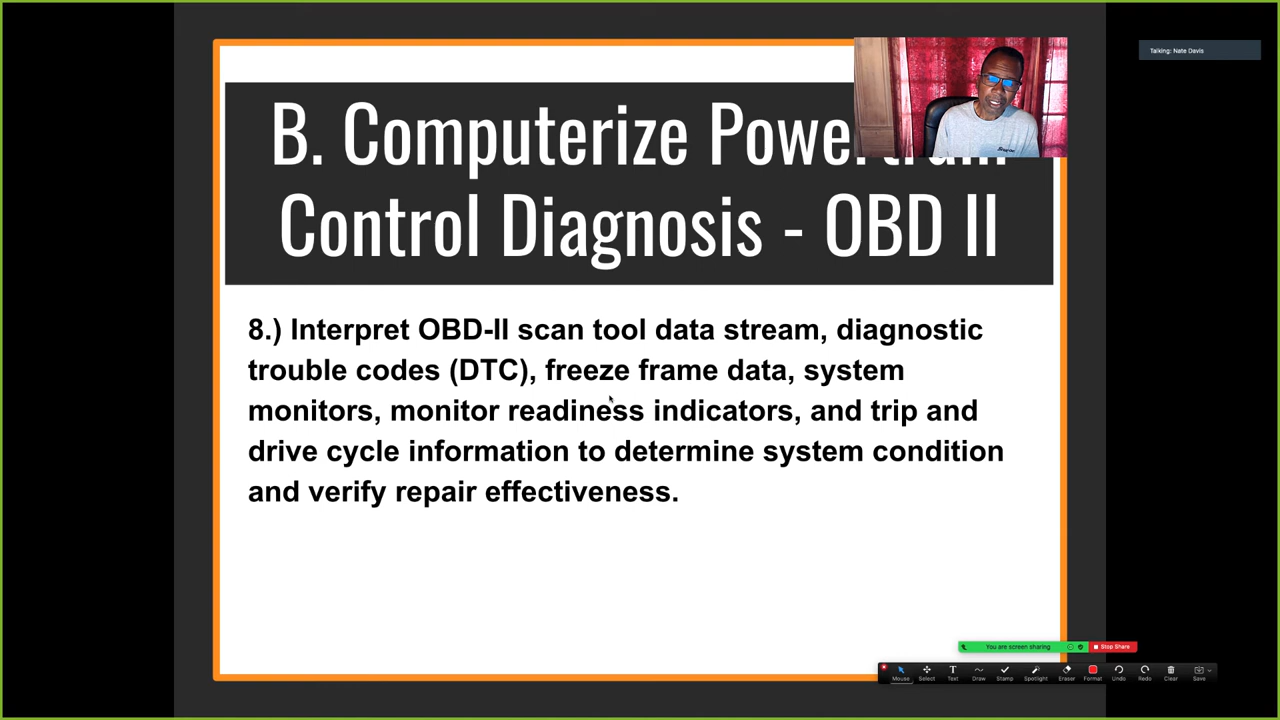 Talking: Nate Davis
B. Computerize
Control Diagnosis - OBD II
8.) Interpret OBD-II scan tool data stream, diagnostic
trouble codes (DTC), freeze frame data, system
monitors, monitor readiness indicators, and trip and
drive cycle information to determine system condition
and verify repair effectiveness.
You are screen sharing
Stop Share
Mouse
Select
Text
Draw
Stamp
Spotlight
Eraser
Format
Undo
Redo
Clear
Save